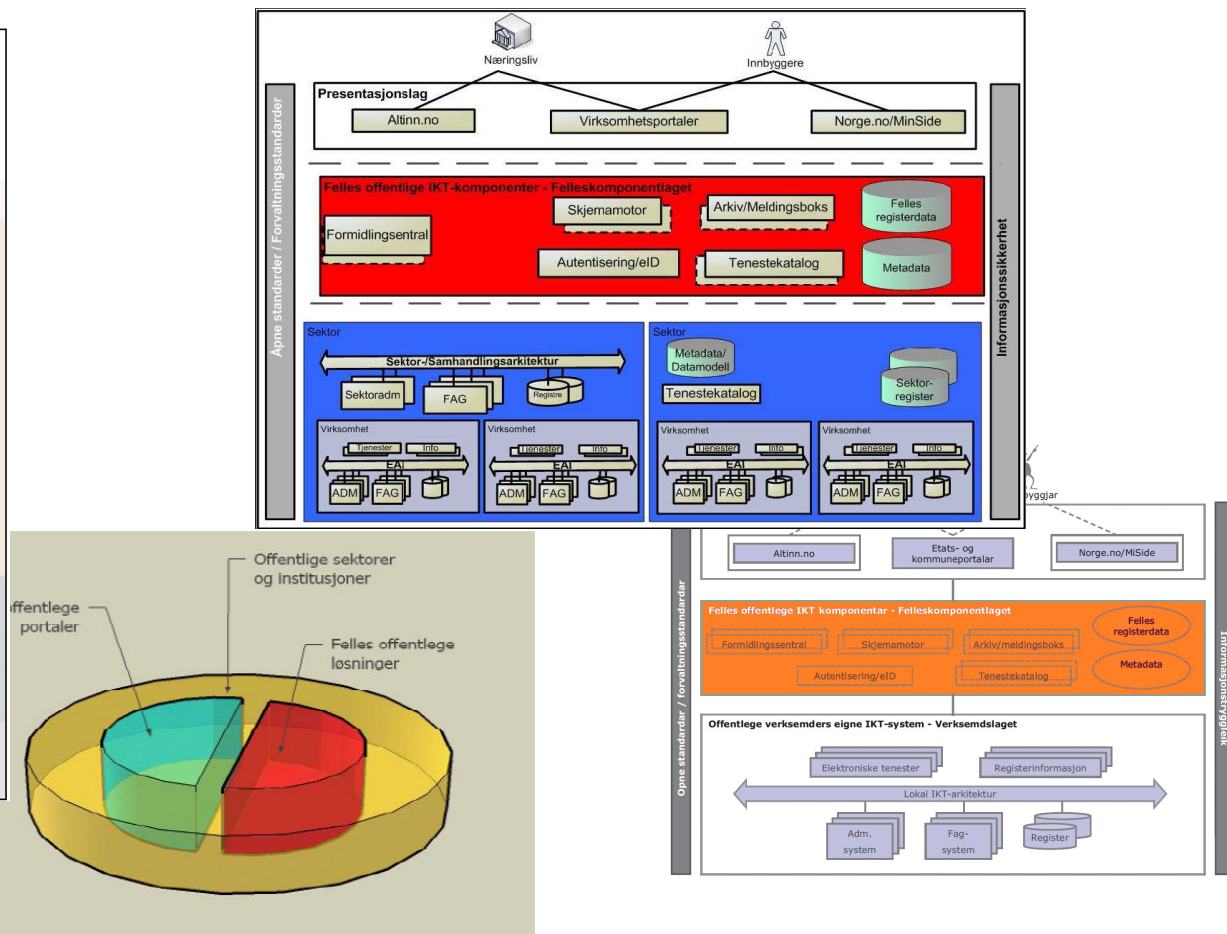 Næringsliv
Innbyggere
Åpne standarder / Forvaltningsstandarder
Presentasjonslag
Altinn.no
Virksomhetsportaler
Norge.no/MinSide
Informasjonssikkerhet
Felles offentlige IKT-komponenter - Felleskomponentlaget
Formidlingsentral
Skjemamotor
Arkiv/Meldingsboks
Felles
registerdata
Autentisering/eID
Tenestekatalog
Metadata
Sektor
Sektor-/Samhandlingsarkitektur
Sektoradm
FAG
Registre
Virksomhet
Tjenester
Info
EAI
ADM
FAG
Virksomhet
Tjenester
Info
EAI
ADM
FAG
Sektor
Metadata/
Datamodell
Tenestekatalog
Sektor-
register
Virksomhet
Tjenester
Info
EAI
ADM
FAG
Virksomhet
Tjenester
Info
EAI
ADM
FAG
Offentlige sektorer
og institusjoner
ffentlege
portaler
Felles offentlege
løsninger
byggjar
Opne standardar / forvaltningsstandardar
Altinn.no
Etats- og
kommuneportalar
Norge.no/MiSide
Informasjonstryggleik
Felles offentlege IKT komponentar - Felleskomponentlaget
Formidlingssentral
Skjemamotor
Arkiv/meldingsboks
Felles
registerdata
Autentisering/eID
Tenestekatalog
Metadata
Offentlege verksemders eigne IKT-system - Verksemdslaget
Elektroniske tenester
Registerinformasjon
Lokal IKT-arkitektur
Adm.
system
Fag-
system
Register